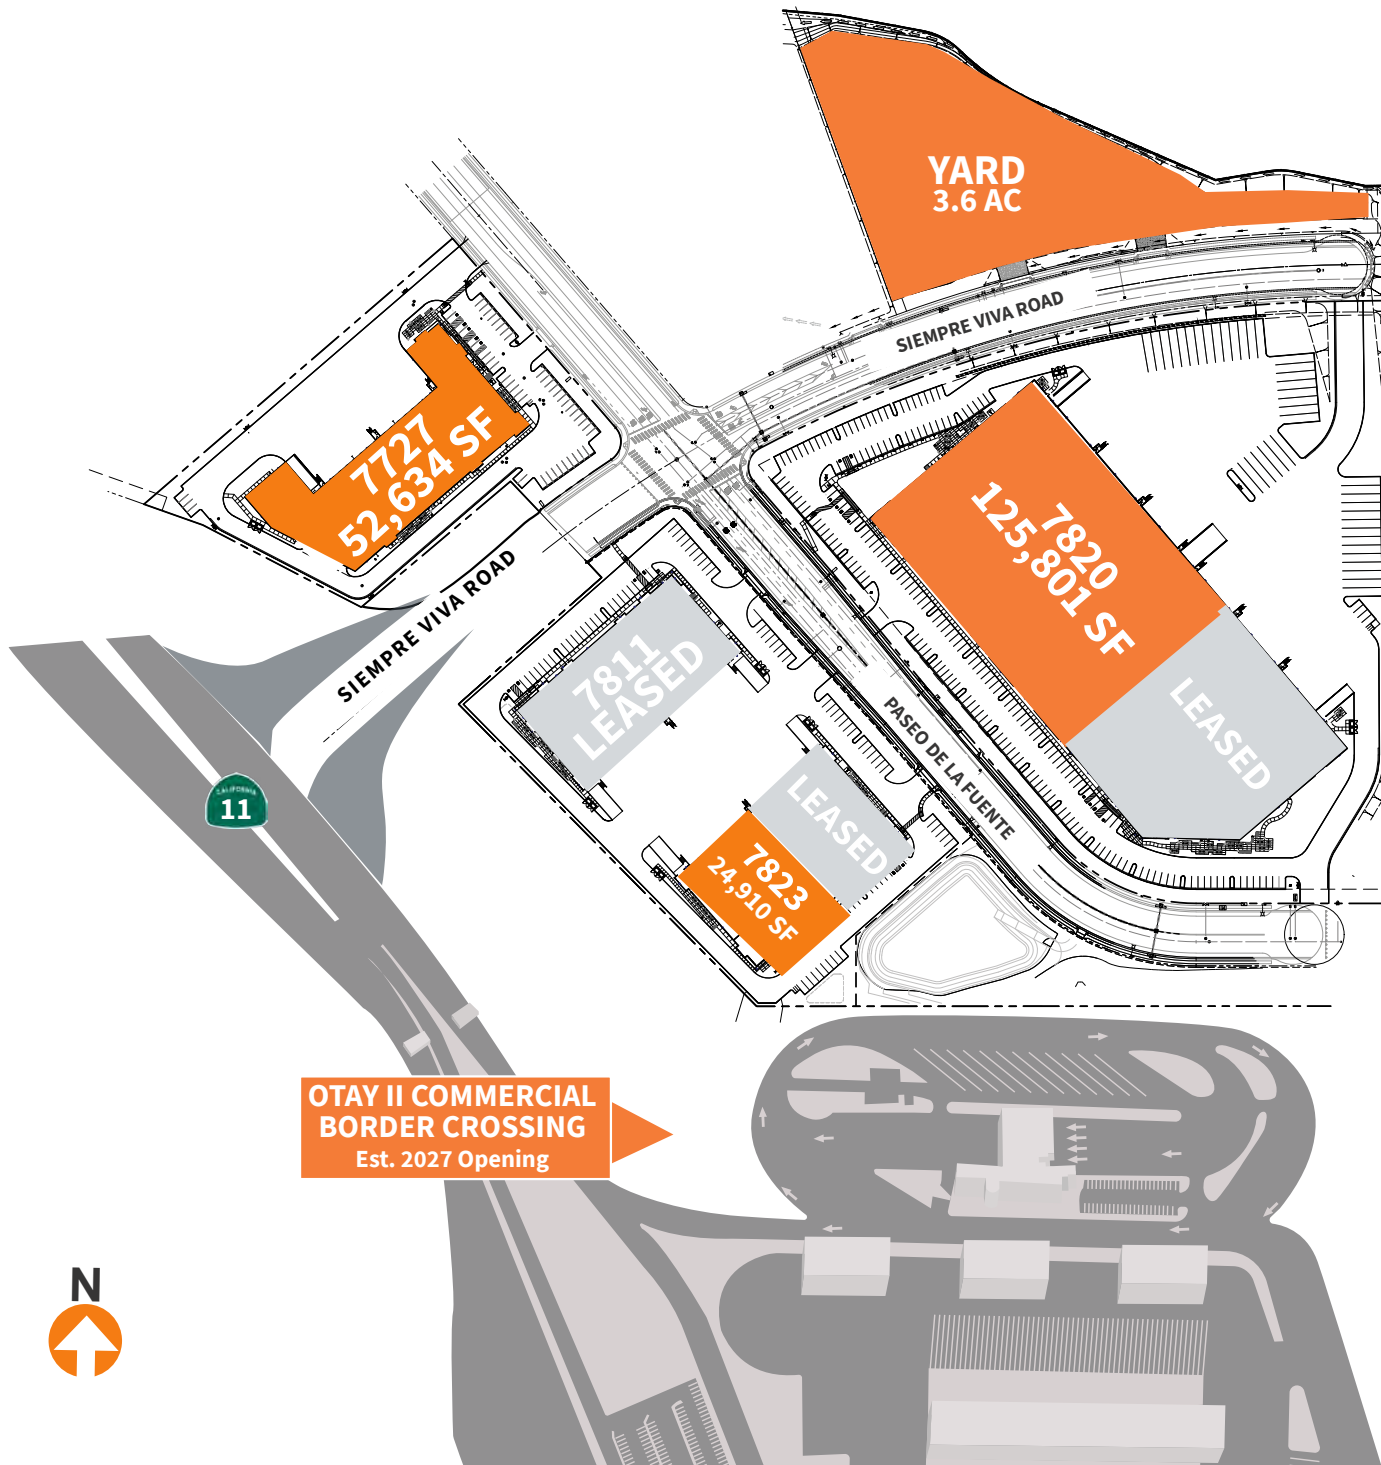 YARD
3.6 AC
SIEMPRE VIVA ROAD
7727
52,634 SF
7820
125,801 SF
LEASED
SIEMPRE VIVA ROAD
7811
LEASED
PASEO DE LA FUENTE
LEASED
7823
24,910 SF
CALIFORNIA
11
OTAY II COMMERCIAL
BORDER CROSSING
Est. 2027 Opening
N